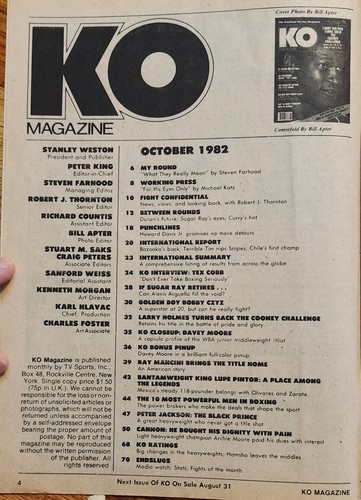 Cover Photo By Bill Apter
KO
MAGAZINE
KO
Centerfold By Bill Apter
STANLEY WESTON
President and Publisher
PETER KING
Editor-in-Chief
STEVEN FARHOOD
Managing Editor
ROBERT J. THORNTON
Senior Editor
RICHARD COUNTIS
Assistant Editor
BILL APTER
Photo Editor
STUART M. SAKS
CRAIG PETERS
Associate Editors
SANFORD WEISS
Editorial Assistant
KENNETH MORGAN
Art Director
KARL HLAVAC
Chief, Production
CHARLES FOSTER
Art Associate
KO Magazine is published
monthly by TV Sports, Inc.,
Box 48, Rockville Centre, New
York. Single copy price $1.50
(75p in U.K.). We cannot be
responsible for the loss or non-
return of unsolicited articles or
photographs, which will not be
returned unless accompanied
by a self-addressed envelope
bearing the proper amount of
postage. No part of this
magazine may be reproduced
without the written permission
of the publisher. All
rights reserved
OCTOBER 1982
6 MY ROUND
"What They Really Mean" by Steven Farhood
8 WORKING PRESS
"For His Eyes Only" by Michael Katz
10 FIGHT CONFIDENTIAL
News, views, and looking back, with Robert J. Thornton
12 BETWEEN ROUNDS
Duran's future; Sugar Ray's eyes; Curry's hot
18 PUNCHLINES
Howard Davis Jr. promises no more detours
20 INTERNATIONAL REPORT
Bazooka's back; Terrible Tim nips Snipes; Chile's first champ
23 INTERNATIONAL SUMMARY
A comprehensive listing of results from across the globe
24 KO INTERVIEW: TEX COBB
"Don't Ever Take Boxing Seriously"
28 IF SUGAR RAY RETIRES . . .
Can Alexis Arguello fill the void?
30 GOLDEN BOY BOBBY CZYZ
A superstar at 20, but can he really fight?
32 LARRY HOLMES TURNS BACK THE COONEY CHALLENGE
Retains his title in the battle of pride and glory
35 KO CLOSEUP: DAVEY MOORE
A capsule profile of the WBA junior middleweight titlist
36 KO BONUS PINUP
Davey Moore in a brilliant full-color pinup
39 RAY MANCINI BRINGS THE TITLE HOME
An American story
42 BANTAMWEIGHT KING LUPE PINTOR: A PLACE AMONG
THE LEGENDS
Mexico's steady 118-pounder belongs with Olivares and Zarate
44 THE 10 MOST POWERFUL MEN IN BOXING
The power brokers who make the deals that shape the sport
47 PETER JACKSON: THE BLACK PRINCE
A great heavyweight who never got a title shot
50 CANNON: HE BOUGHT HIS DIGNITY WITH PAIN
Light heavyweight champion Archie Moore paid his dues with interest
68 KO RATINGS
Big changes in the heavyweights; Hamsho leaves the middles
70 ENDSLUGS
Media watch; Stats; Fights of the month
4
Next Issue Of KO On Sale August 31
KO MAGAZINE